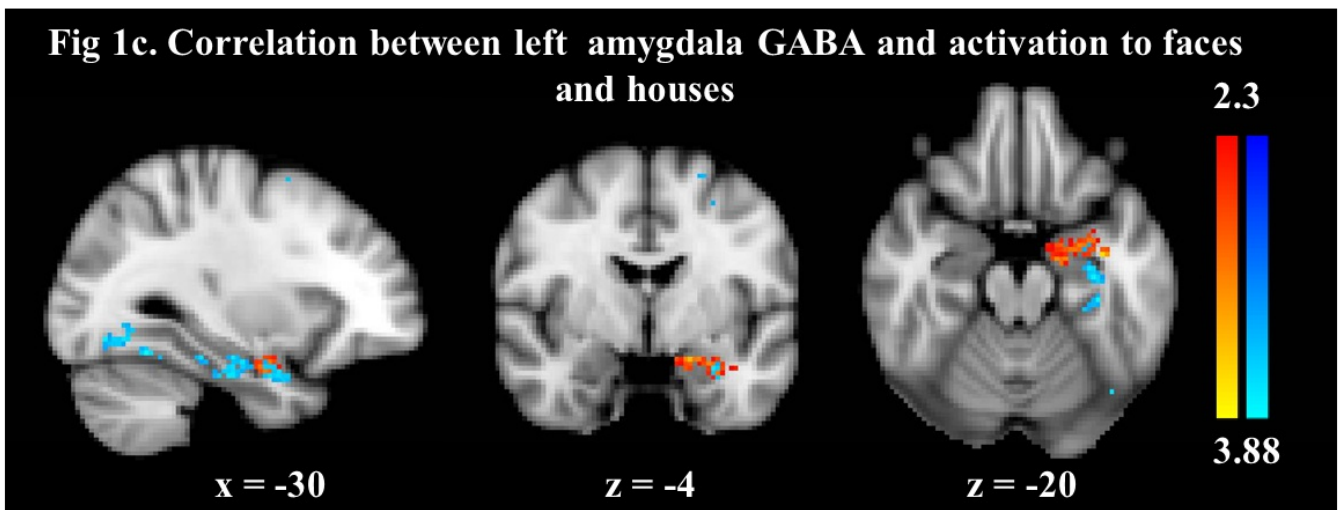 Fig 1c. Correlation between left amygdala GABA and activation to faces
and houses
2.3
3.88
x = -30
z = -4
z = -20